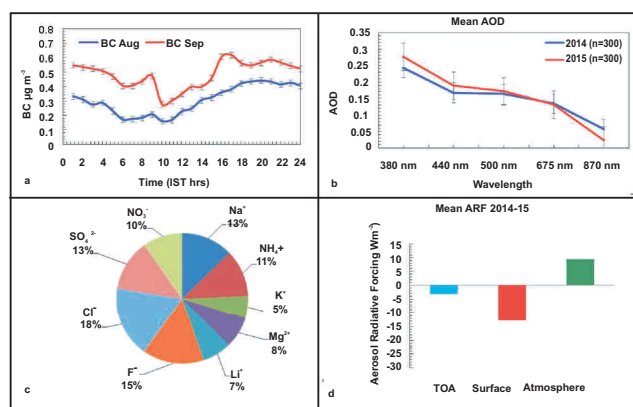 BC Aug
BC Sep
0.8
0.7
0.6
0.5
0.4
0.3
0.2
0.1
0
BC µg m-3
0 2 4 6 8 10 12 14 16 18 20 22 24
a
Time (IST hrs)
Mean AOD
2014 (n=300)
2015 (n=300)
0.35
0.3
0.25
0.2
0.15
0.1
0.05
0
AOD
380 nm 440 nm 500 nm 675 nm 870 nm
b
Wavelength
NO3-
10%
Na+
13%
SO4 2-
13%
NH4+
11%
K+
5%
Cl-
18%
Mg2+
8%
F-
15%
Li+
7%
c
Mean ARF 2014-15
15
10
5
0
-5
-10
-15
-20
-25
-30
Aerosol Radiative Forcing Wm-2
TOA Surface Atmosphere
d